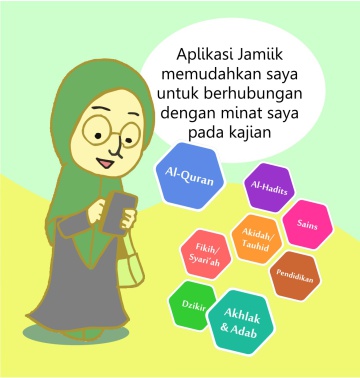 Aplikasi Jamiik
memudahkan saya
untuk berhubungan
dengan minat saya
pada kajian
Al-Quran
Al-Hadits
Sains
Akidah/
Tauhid
Fikih/
Syari'ah
Pendidikan
Dzikir
Akhlak
& Adab